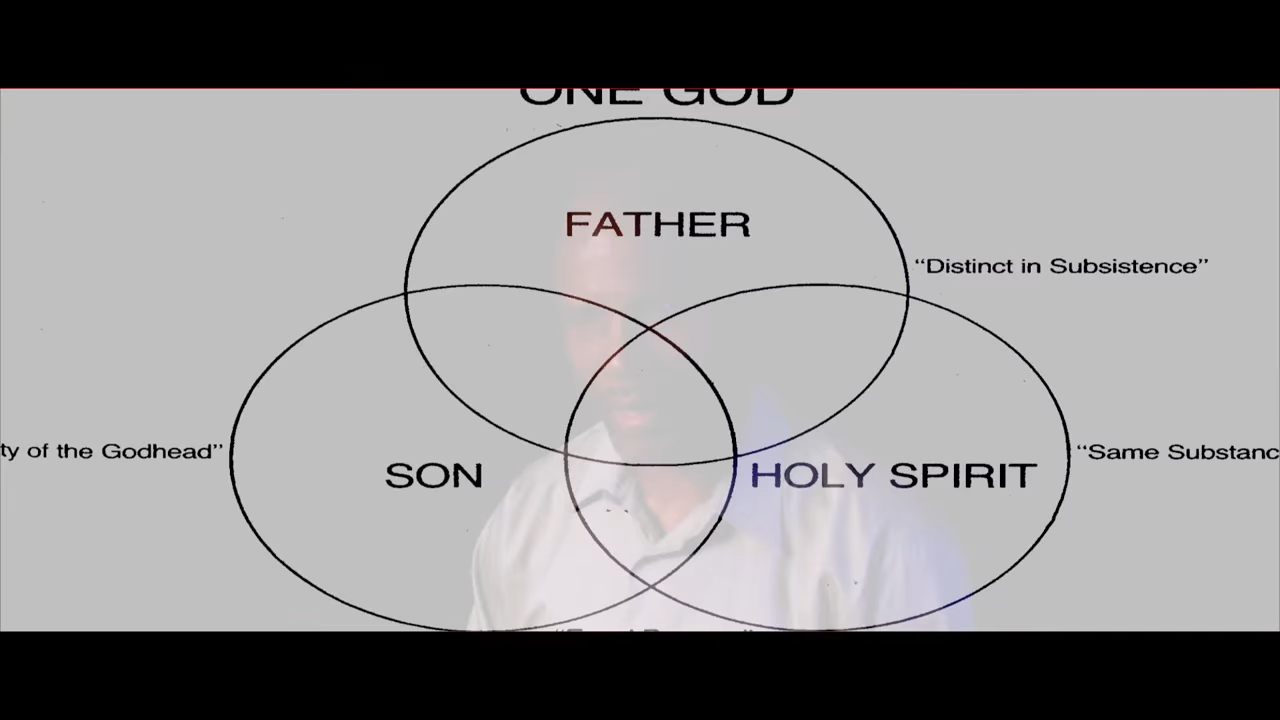 ONE GOD
FATHER
“Distinct in Subsistence”
ty of the Godhead”
“Same Substanc
SON
HOLY SPIRIT